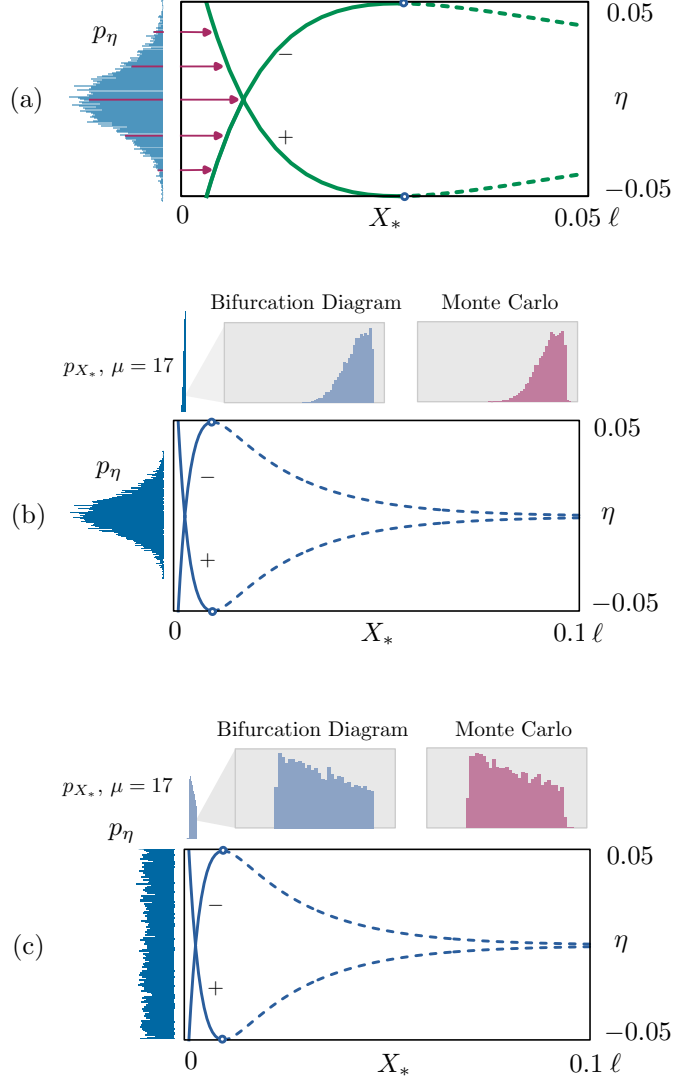 0.05
p_η
−
(a)
η
+
−0.05
0
X_*
0.05 ℓ
Bifurcation Diagram
Monte Carlo
p_{X_*}, μ = 17
0.05
p_η
−
(b)
η
+
−0.05
0
X_*
0.1 ℓ
Bifurcation Diagram
Monte Carlo
p_{X_*}, μ = 17
p_η
0.05
−
(c)
η
+
−0.05
0
X_*
0.1 ℓ